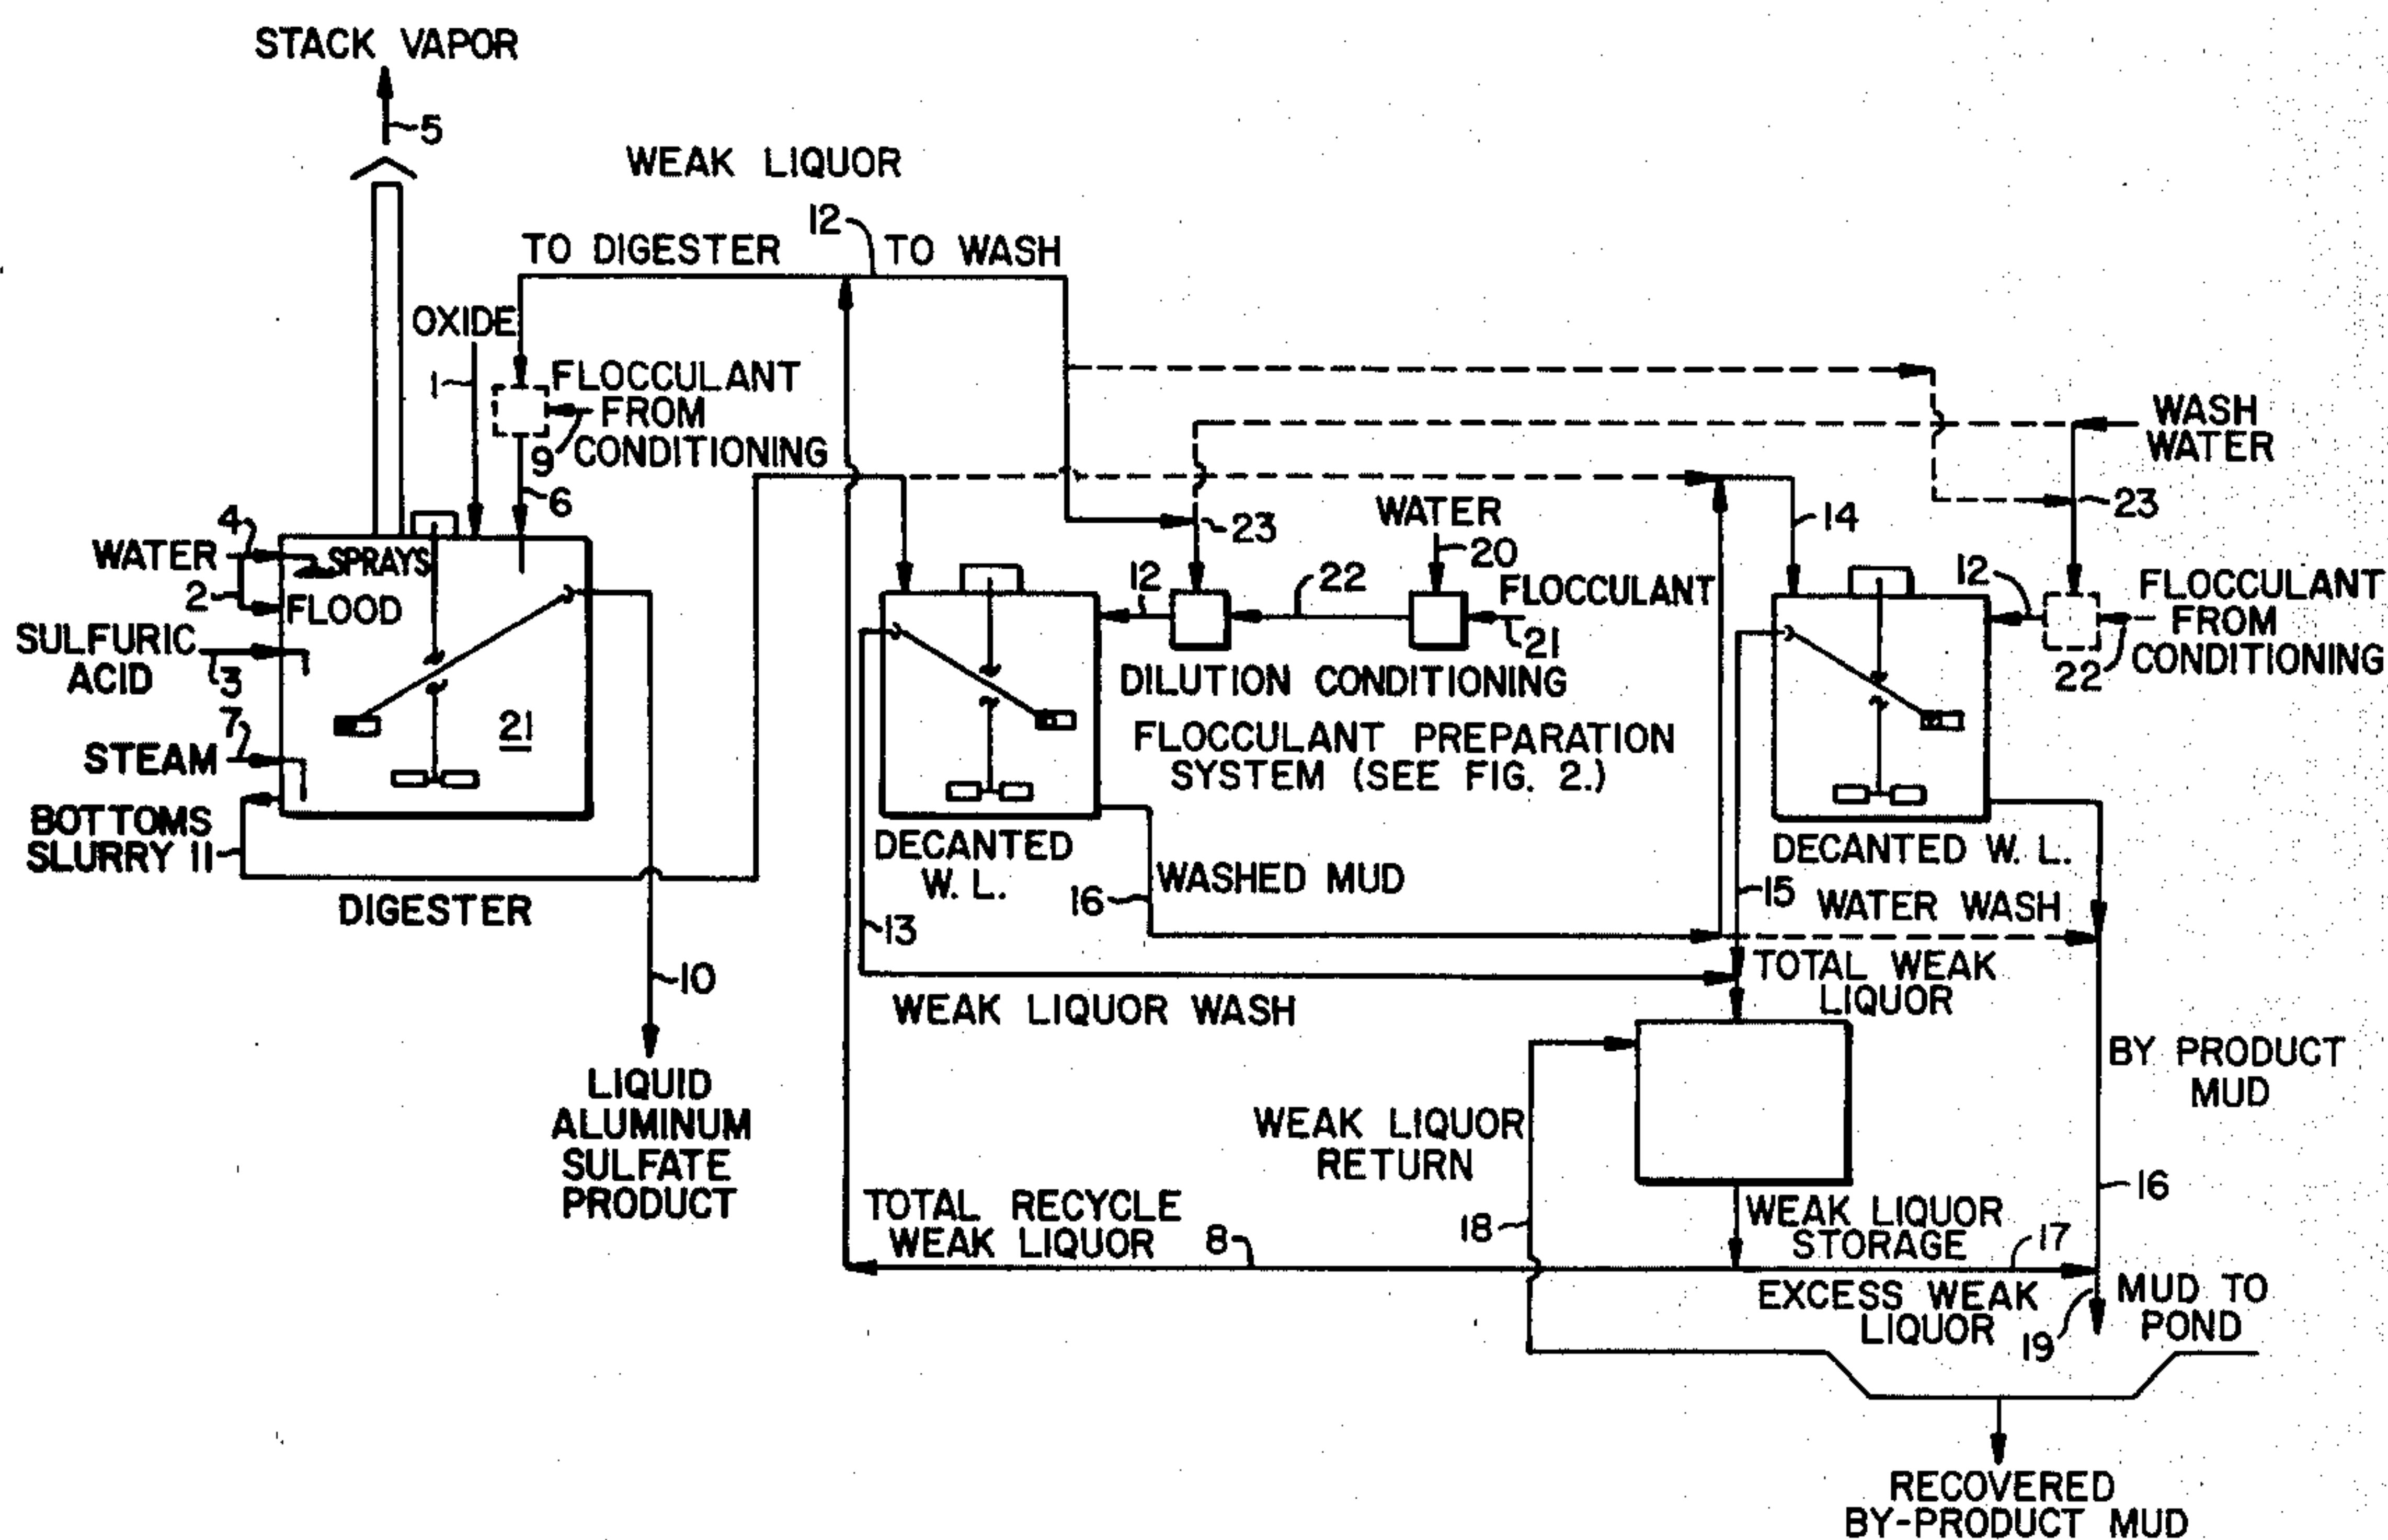 STACK VAPOR
5
WEAK LIQUOR
12
TO DIGESTER
TO WASH
OXIDE
1
FLOCCULANT
FROM
CONDITIONING
9
6
WASH
WATER
23
4
WATER
SPRAYS
2
FLOOD
SULFURIC
ACID
3
7
STEAM
21
BOTTOMS
SLURRY 11
DIGESTER
10
LIQUID
ALUMINUM
SULFATE
PRODUCT
23
WATER
20
12
22
FLOCCULANT
21
DILUTION CONDITIONING
FLOCCULANT PREPARATION
SYSTEM (SEE FIG. 2.)
14
12
FLOCCULANT
FROM
CONDITIONING
22
DECANTED
W. L.
13
16
WASHED MUD
WEAK LIQUOR WASH
DECANTED W. L.
15
WATER WASH
TOTAL WEAK
LIQUOR
BY PRODUCT
MUD
16
WEAK LIQUOR
RETURN
18
TOTAL RECYCLE
WEAK LIQUOR
8
WEAK LIQUOR
STORAGE
17
EXCESS WEAK
LIQUOR
19
MUD TO
POND
RECOVERED
BY-PRODUCT MUD